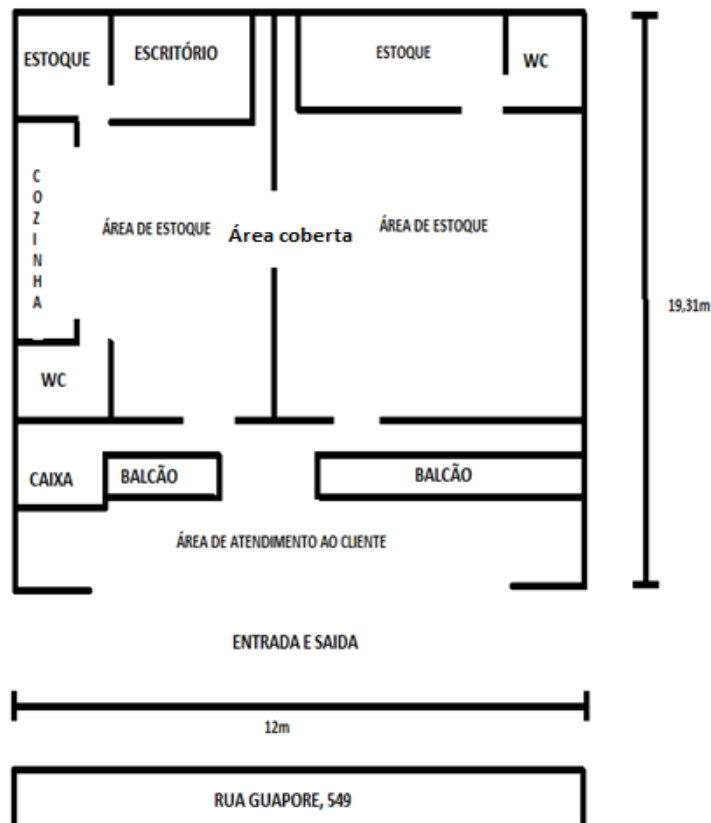 ESTOQUE
ESCRITÓRIO
ESTOQUE
WC
COZINHA
ÁREA DE ESTOQUE
Área coberta
ÁREA DE ESTOQUE
19,31m
WC
CAIXA
BALCÃO
BALCÃO
ÁREA DE ATENDIMENTO AO CLIENTE
ENTRADA E SAIDA
12m
RUA GUAPORE, 549